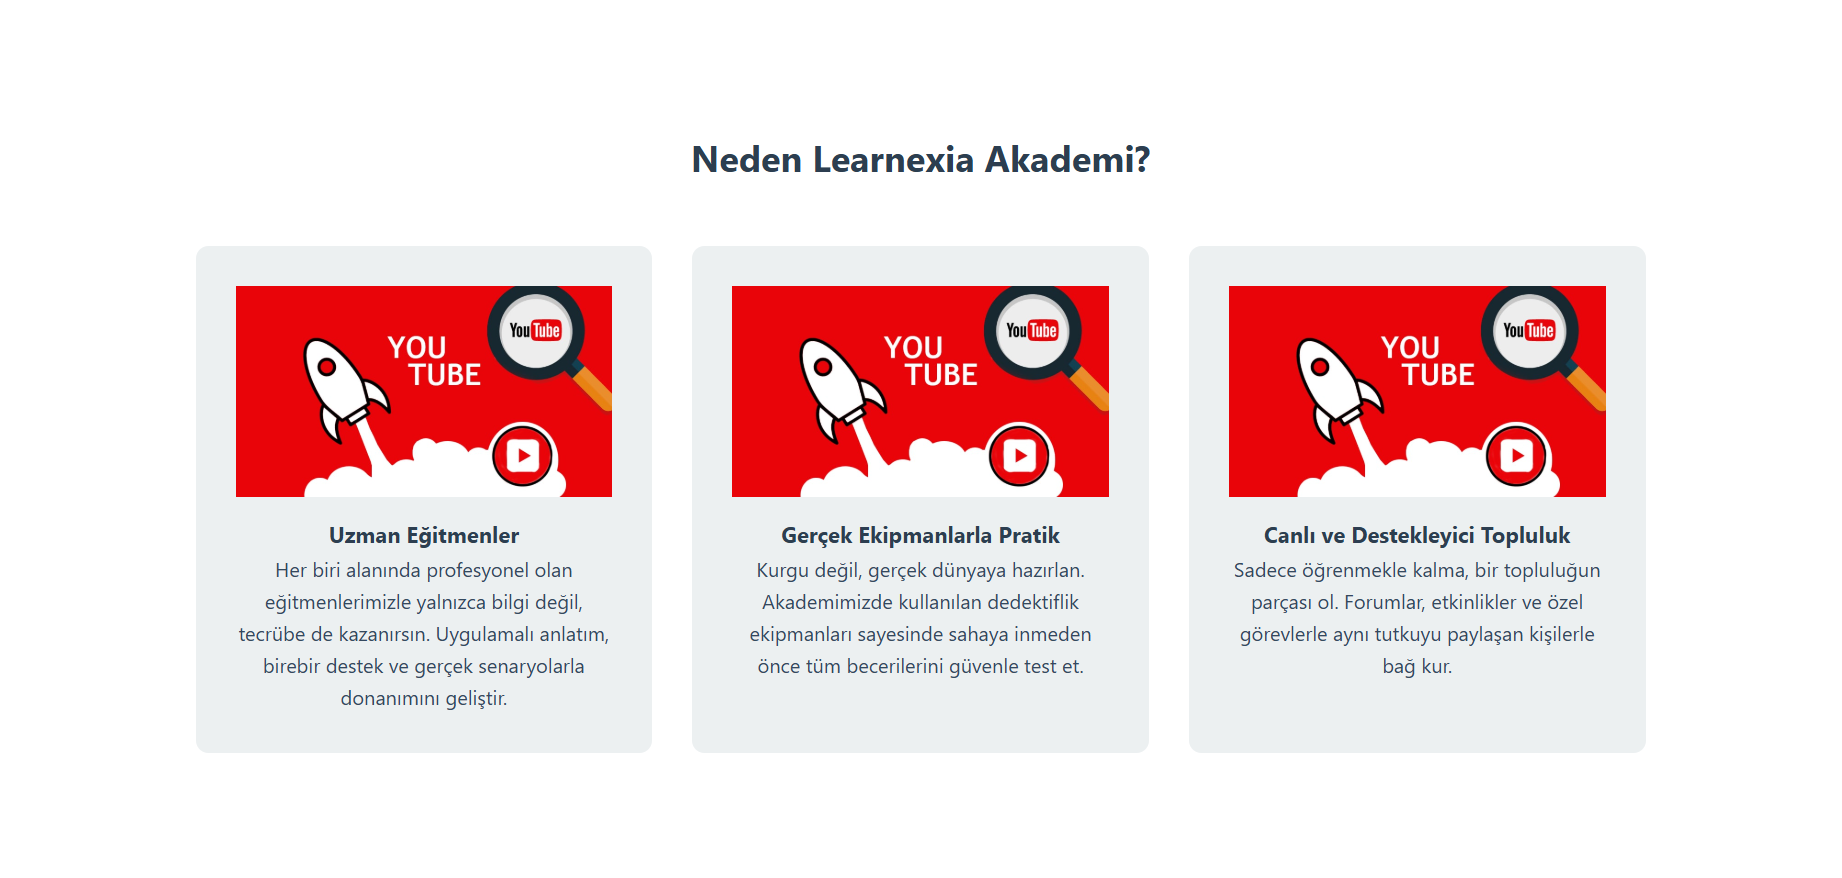 Neden Learnexia Akademi?
YouTube
YOU
TUBE
Uzman Eğitmenler
Her biri alanında profesyonel olan
eğitmenlerimizle yalnızca bilgi değil,
tecrübe de kazanırsın. Uygulamalı anlatım,
birebir destek ve gerçek senaryolarla
donanımını geliştir.
YouTube
YOU
TUBE
Gerçek Ekipmanlarla Pratik
Kurgu değil, gerçek dünyaya hazırlan.
Akademimizde kullanılan dedektiflik
ekipmanları sayesinde sahaya inmeden
önce tüm becerilerini güvenle test et.
YouTube
YOU
TUBE
Canlı ve Destekleyici Topluluk
Sadece öğrenmekle kalma, bir topluluğun
parçası ol. Forumlar, etkinlikler ve özel
görevlerle aynı tutkuyu paylaşan kişilerle
bağ kur.